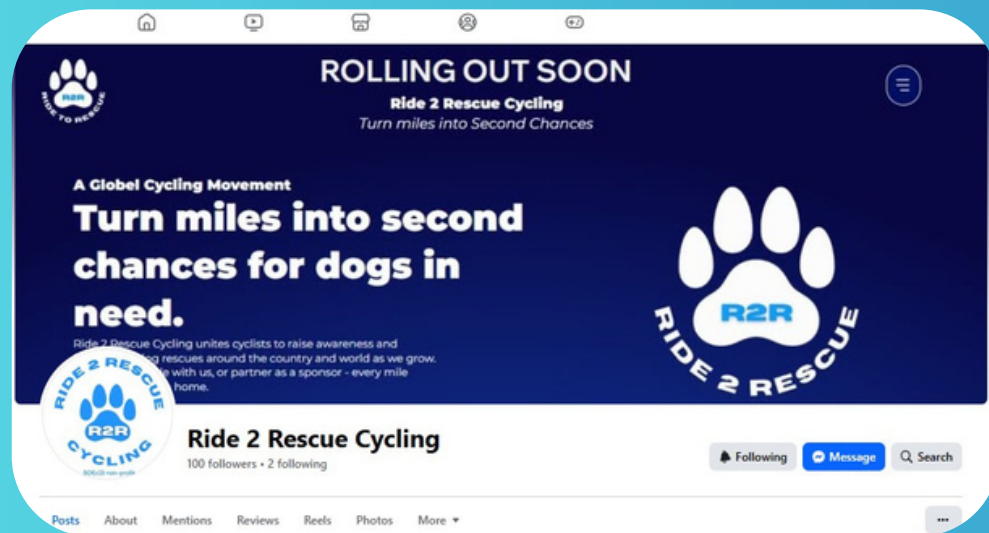 R2R
RIDE TO RESCUE
ROLLING OUT SOON
Ride 2 Rescue Cycling
Turn miles into Second Chances
A Globel Cycling Movement
Turn miles into second
chances for dogs in
need.
Ride 2 Rescue Cycling unites cyclists to raise awareness and
rescues around the country and world as we grow.
with us, or partner as a sponsor - every mile
home.
R2R
RIDE 2 RESCUE
RIDE 2 RESCUE
R2R
CYCLING
Ride 2 Rescue Cycling
100 followers • 2 following
Following
Message
Search
Posts
About
Mentions
Reviews
Reels
Photos
More